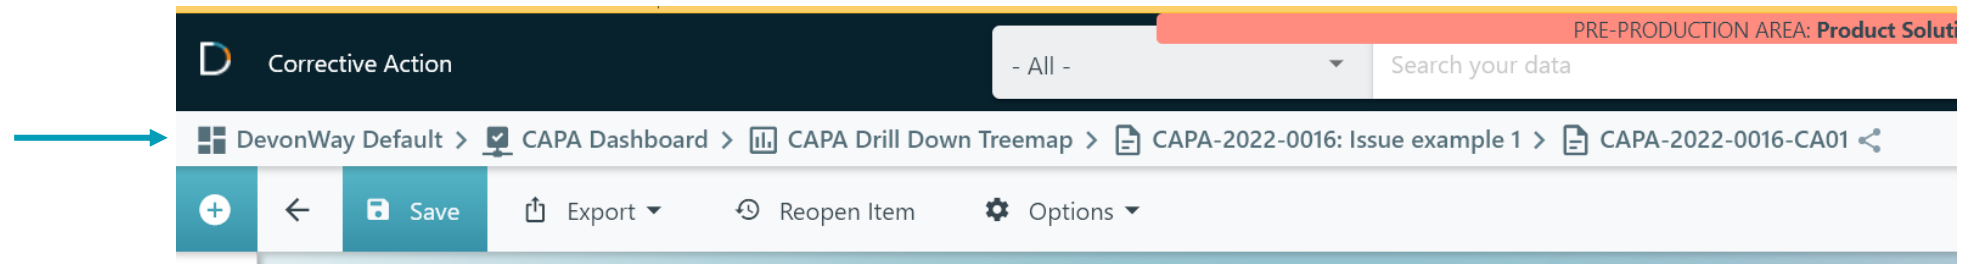 PRE-PRODUCTION AREA: Product Soluti
Corrective Action
- All -
Search your data
DevonWay Default > CAPA Dashboard > CAPA Drill Down Treemap > CAPA-2022-0016: Issue example 1 > CAPA-2022-0016-CA01
Save Export Reopen Item Options